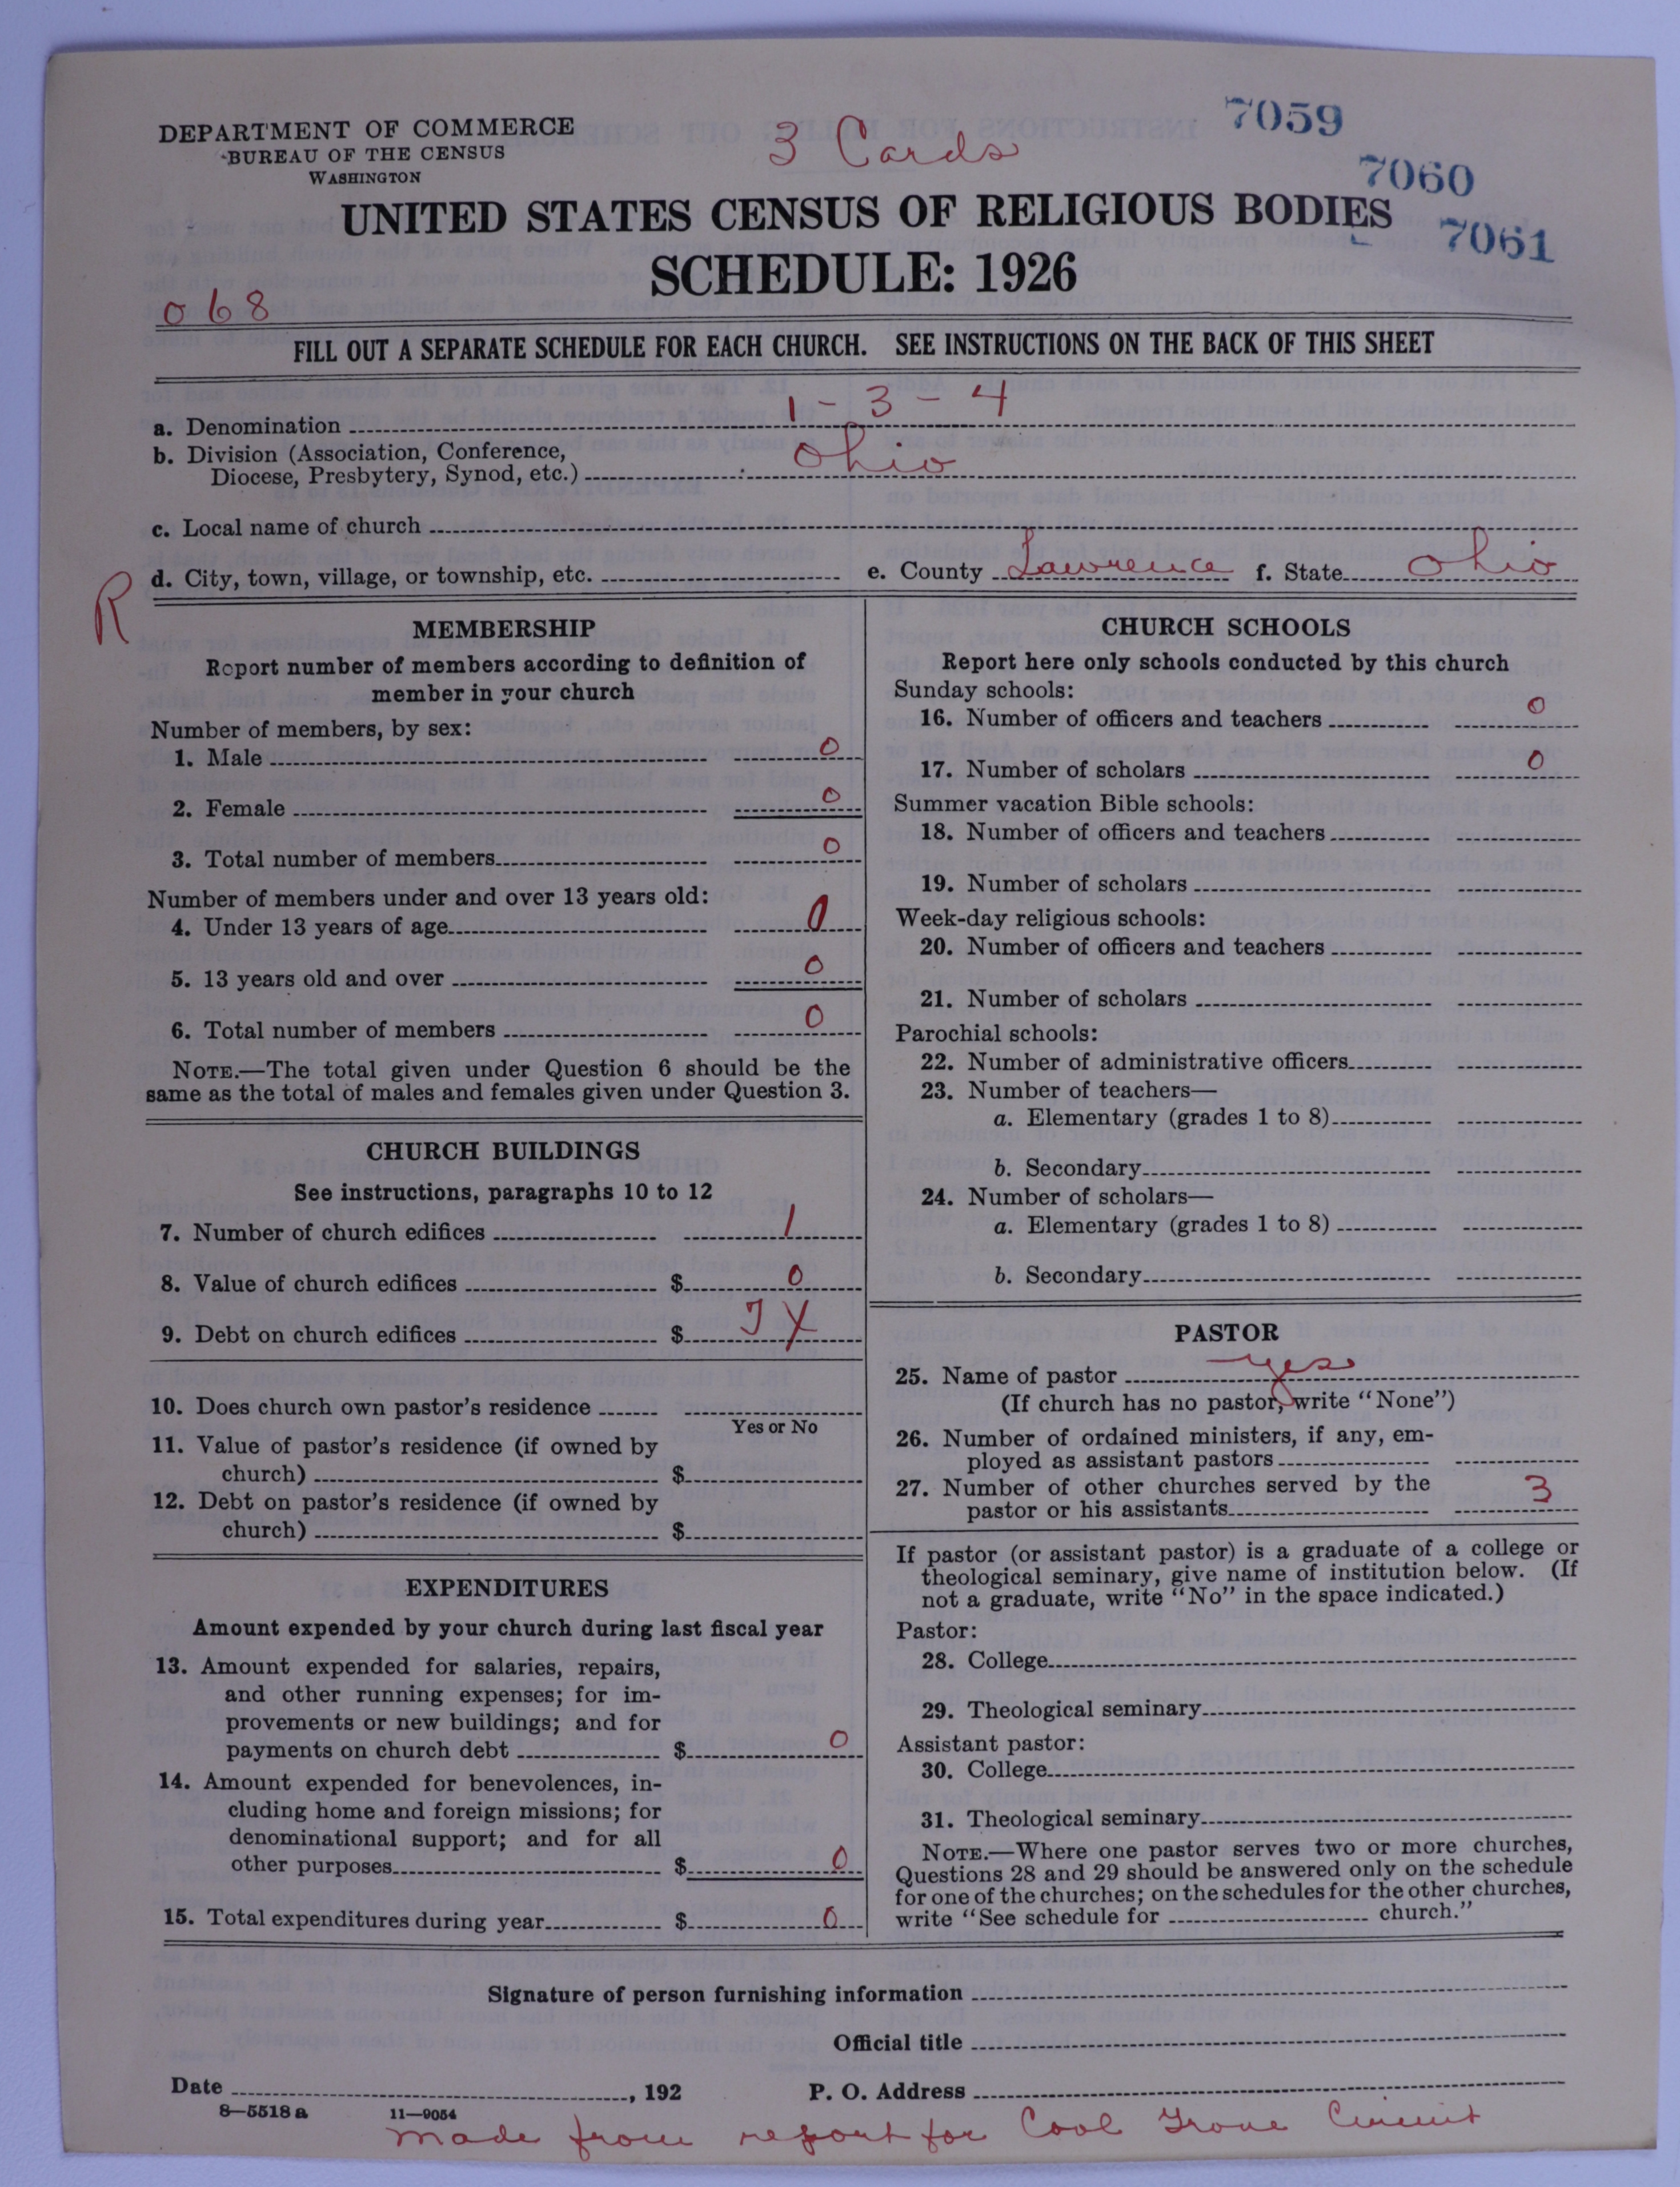 DEPARTMENT OF COMMERCE
BUREAU OF THE CENSUS
WASHINGTON
3 Cards
7059
7060
7061
UNITED STATES CENSUS OF RELIGIOUS BODIES
SCHEDULE: 1926
068
FILL OUT A SEPARATE SCHEDULE FOR EACH CHURCH. SEE INSTRUCTIONS ON THE BACK OF THIS SHEET
a. Denomination 1-3-4
b. Division (Association, Conference,
Diocese, Presbytery, Synod, etc.) Ohio
c. Local name of church
R d. City, town, village, or township, etc. e. County Lawrence f. State Ohio
MEMBERSHIP
Report number of members according to definition of
member in your church
Number of members, by sex:
1. Male 0
2. Female 0
3. Total number of members 0
Number of members under and over 13 years old:
4. Under 13 years of age 0
5. 13 years old and over 0
6. Total number of members 0
NOTE.—The total given under Question 6 should be the
same as the total of males and females given under Question 3.
CHURCH BUILDINGS
See instructions, paragraphs 10 to 12
7. Number of church edifices 1
8. Value of church edifices $ 0
9. Debt on church edifices $
10. Does church own pastor's residence
Yes or No
11. Value of pastor's residence (if owned by
church) $
12. Debt on pastor's residence (if owned by
church) $
EXPENDITURES
Amount expended by your church during last fiscal year
13. Amount expended for salaries, repairs,
and other running expenses; for im-
provements or new buildings; and for
payments on church debt $ 0
14. Amount expended for benevolences, in-
cluding home and foreign missions; for
denominational support; and for all
other purposes $ 0
15. Total expenditures during year $ 0
CHURCH SCHOOLS
Report here only schools conducted by this church
Sunday schools:
16. Number of officers and teachers 0
17. Number of scholars 0
Summer vacation Bible schools:
18. Number of officers and teachers
19. Number of scholars
Week-day religious schools:
20. Number of officers and teachers
21. Number of scholars
Parochial schools:
22. Number of administrative officers
23. Number of teachers—
a. Elementary (grades 1 to 8)
b. Secondary
24. Number of scholars—
a. Elementary (grades 1 to 8)
b. Secondary
PASTOR
25. Name of pastor yes
(If church has no pastor, write "None")
26. Number of ordained ministers, if any, em-
ployed as assistant pastors
27. Number of other churches served by the
pastor or his assistants 3
If pastor (or assistant pastor) is a graduate of a college or
theological seminary, give name of institution below. (If
not a graduate, write "No" in the space indicated.)
Pastor:
28. College
29. Theological seminary
Assistant pastor:
30. College
31. Theological seminary
NOTE.—Where one pastor serves two or more churches,
Questions 28 and 29 should be answered only on the schedule
for one of the churches; on the schedules for the other churches,
write "See schedule for church."
Signature of person furnishing information
Official title
Date , 192 P. O. Address
8—5518 a 11—9054
made from report for Coal Grove Circuit